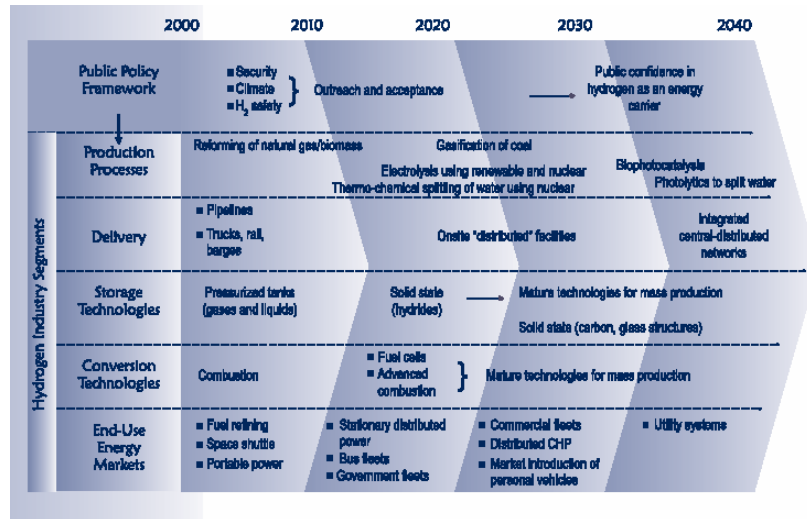 2000 2010 2020 2030 2040
Public Policy
Framework
▪ Security
▪ Climate
▪ H2 safety
Outreach and acceptance
Public confidence in
hydrogen as an energy
carrier
Hydrogen Industry Segments
Production
Processes
Reforming of natural gas/biomass
Gasification of coal
Electrolysis using renewable and nuclear
Thermo-chemical splitting of water using nuclear
Biophotocatalysis
Photolytics to split water
Delivery
▪ Pipelines
▪ Trucks, rail,
barges
Onsite "distributed" facilities
Integrated
central-distributed
networks
Storage
Technologies
Pressurized tanks
(gases and liquids)
Solid state
(hydrides)
Mature technologies for mass production
Solid state (carbon, glass structures)
Conversion
Technologies
Combustion
▪ Fuel cells
▪ Advanced
combustion
Mature technologies for mass production
End-Use
Energy
Markets
▪ Fuel refining
▪ Space shuttle
▪ Portable power
▪ Stationary distributed
power
▪ Bus fleets
▪ Government fleets
▪ Commercial fleets
▪ Distributed CHP
▪ Market introduction of
personal vehicles
▪ Utility systems